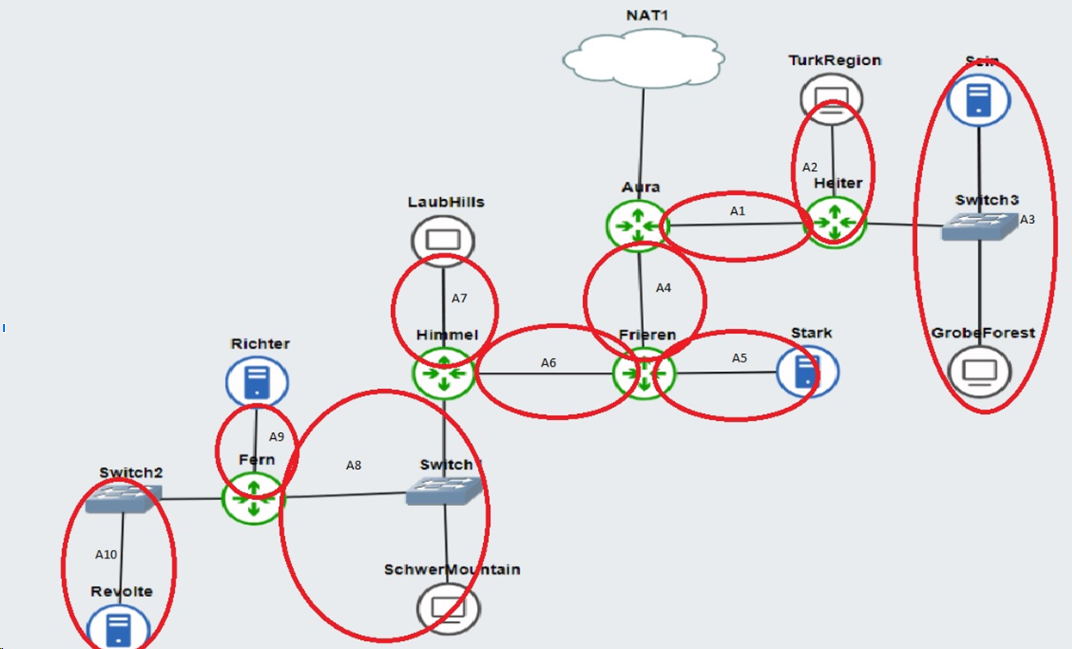 NAT1
TurkRegion
Sein
A2
Aura
Heiter
LaubHills
Switch3
A1
A3
A4
A7
Himmel
Frieren
Stark
GrobeForest
Richter
A6
A5
A9
Fern
A8
Switch
Switch2
A10
SchwerMountain
Revolte